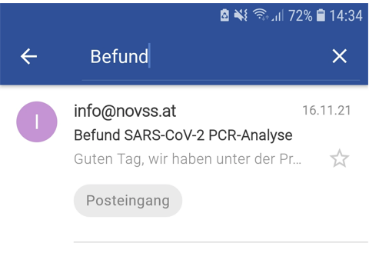 72% 14:34
Befund
I
info@novss.at 16.11.21
Befund SARS-CoV-2 PCR-Analyse
Guten Tag, wir haben unter der Pr...
Posteingang